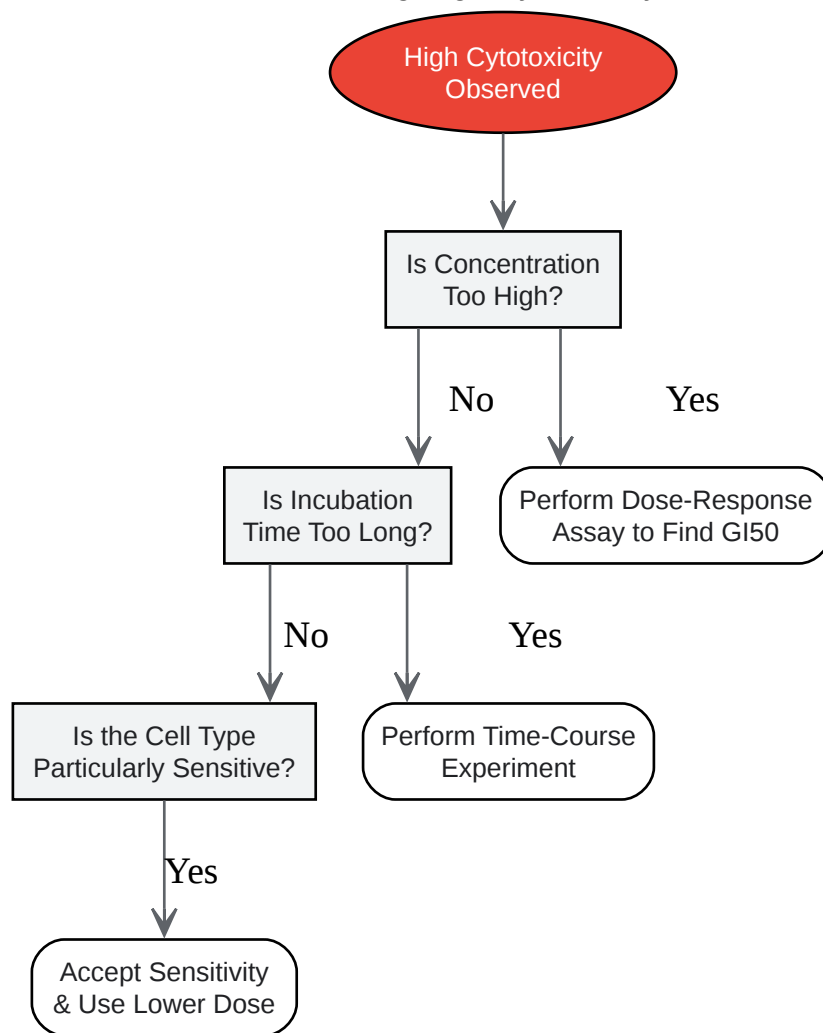 High Cytotoxicity
Observed
Is Concentration
Too High?
No
Yes
Is Incubation
Time Too Long?
Perform Dose-Response
Assay to Find GI50
No
Yes
Is the Cell Type
Particularly Sensitive?
Perform Time-Course
Experiment
Yes
Accept Sensitivity
& Use Lower Dose